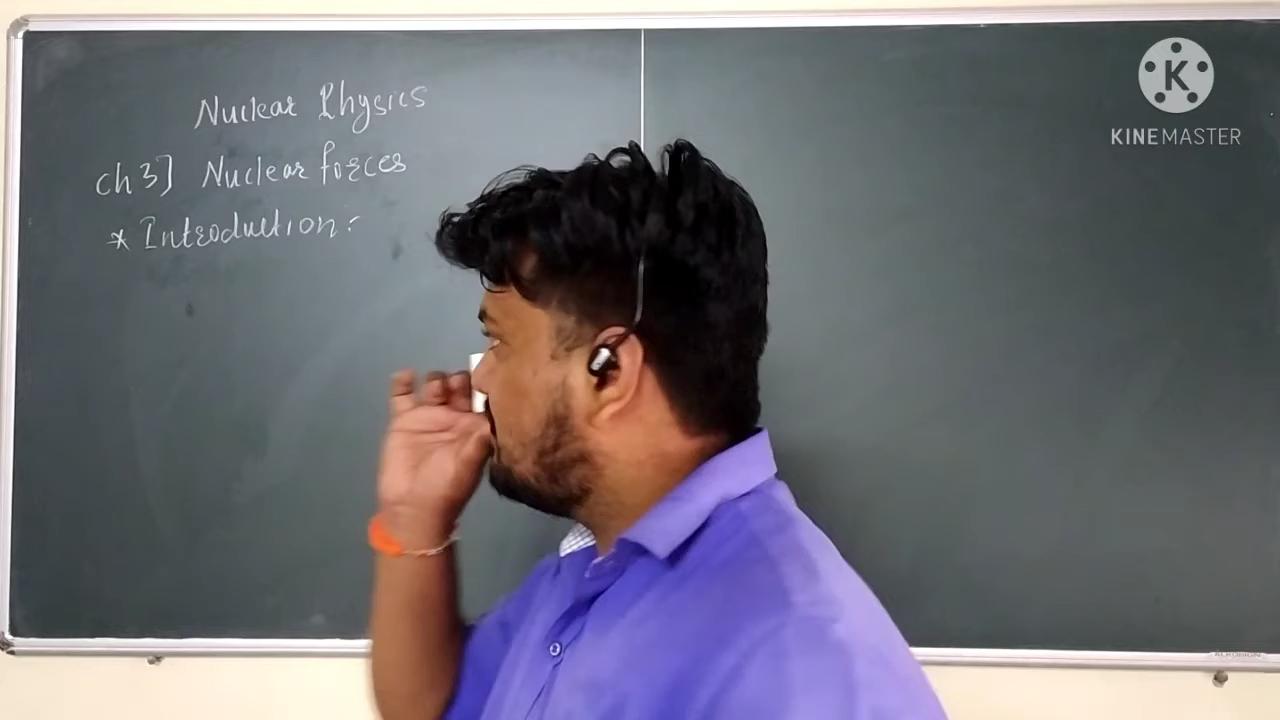 Nuclear Physics
ch 3] Nuclear forces
* Introduction:
K
KINEMASTER